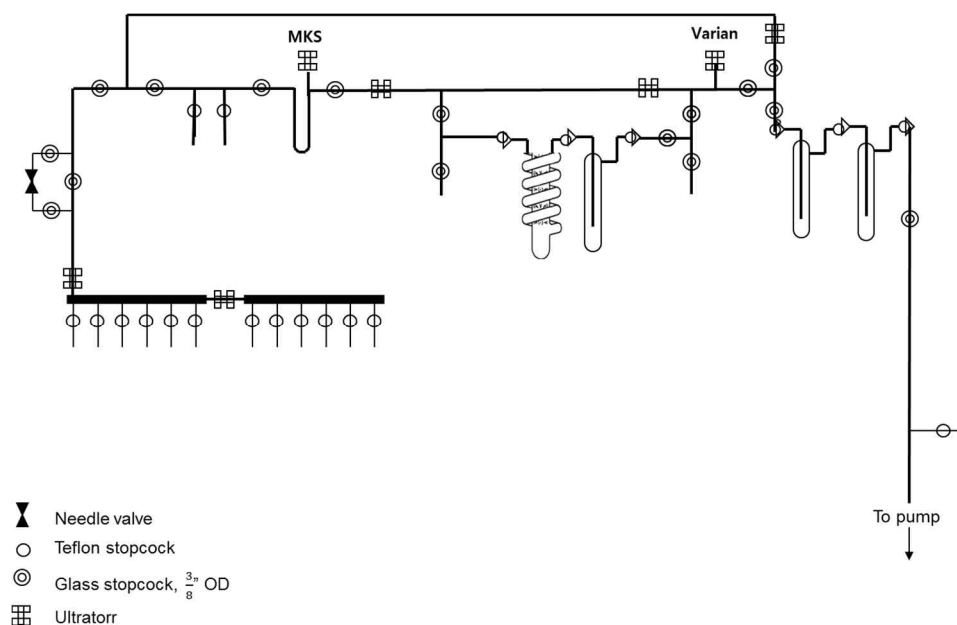 MKS
Varian
To pump
Needle valve
Teflon stopcock
Glass stopcock, 3/8” OD
Ultratorr